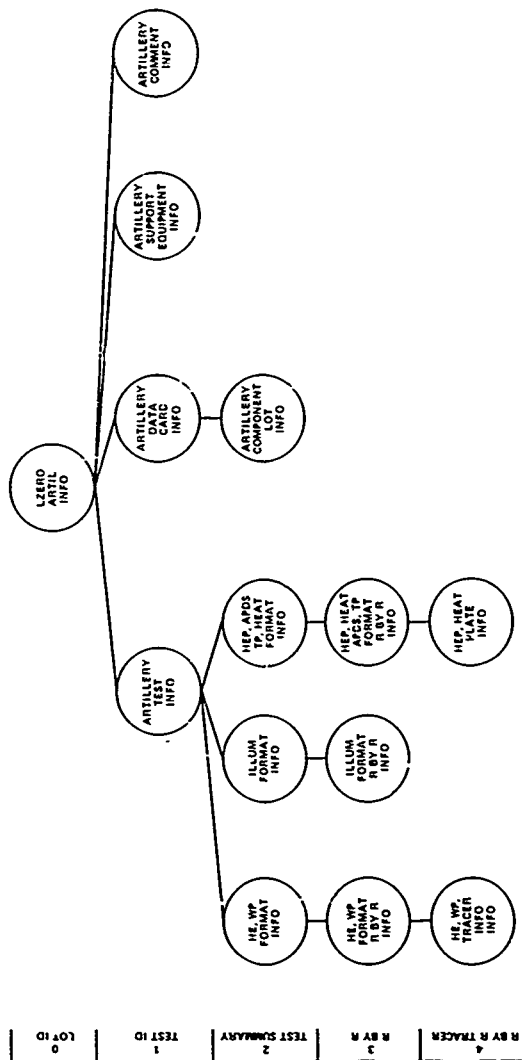 LZERO
ARTIL
INFO
ARTILLERY
TEST
INFO
ARTILLERY
DATA
CARC
INFO
ARTILLERY
SUPPORT
EQUIPMENT
INFO
ARTILLERY
COMMENT
INFO
HE, WP
FORMAT
INFO
ILLUM
FORMAT
INFO
HEP, APDS
TP, HEAT
FORMAT
INFO
ARTILLERY
COMPONENT
LOT
INFO
HE, WP
FORMAT
R BY R
INFO
ILLUM
FORMAT
R BY R
INFO
HEP, HEAT
APCS, TP
FORMAT
R BY R
INFO
HE, WP,
TRACER
INFO
INFO
HEP, HEAT
PLATE
INFO
0
LOT ID
1
TEST ID
2
TEST SUMMARY
3
R BY R
4
R BY R TRACER